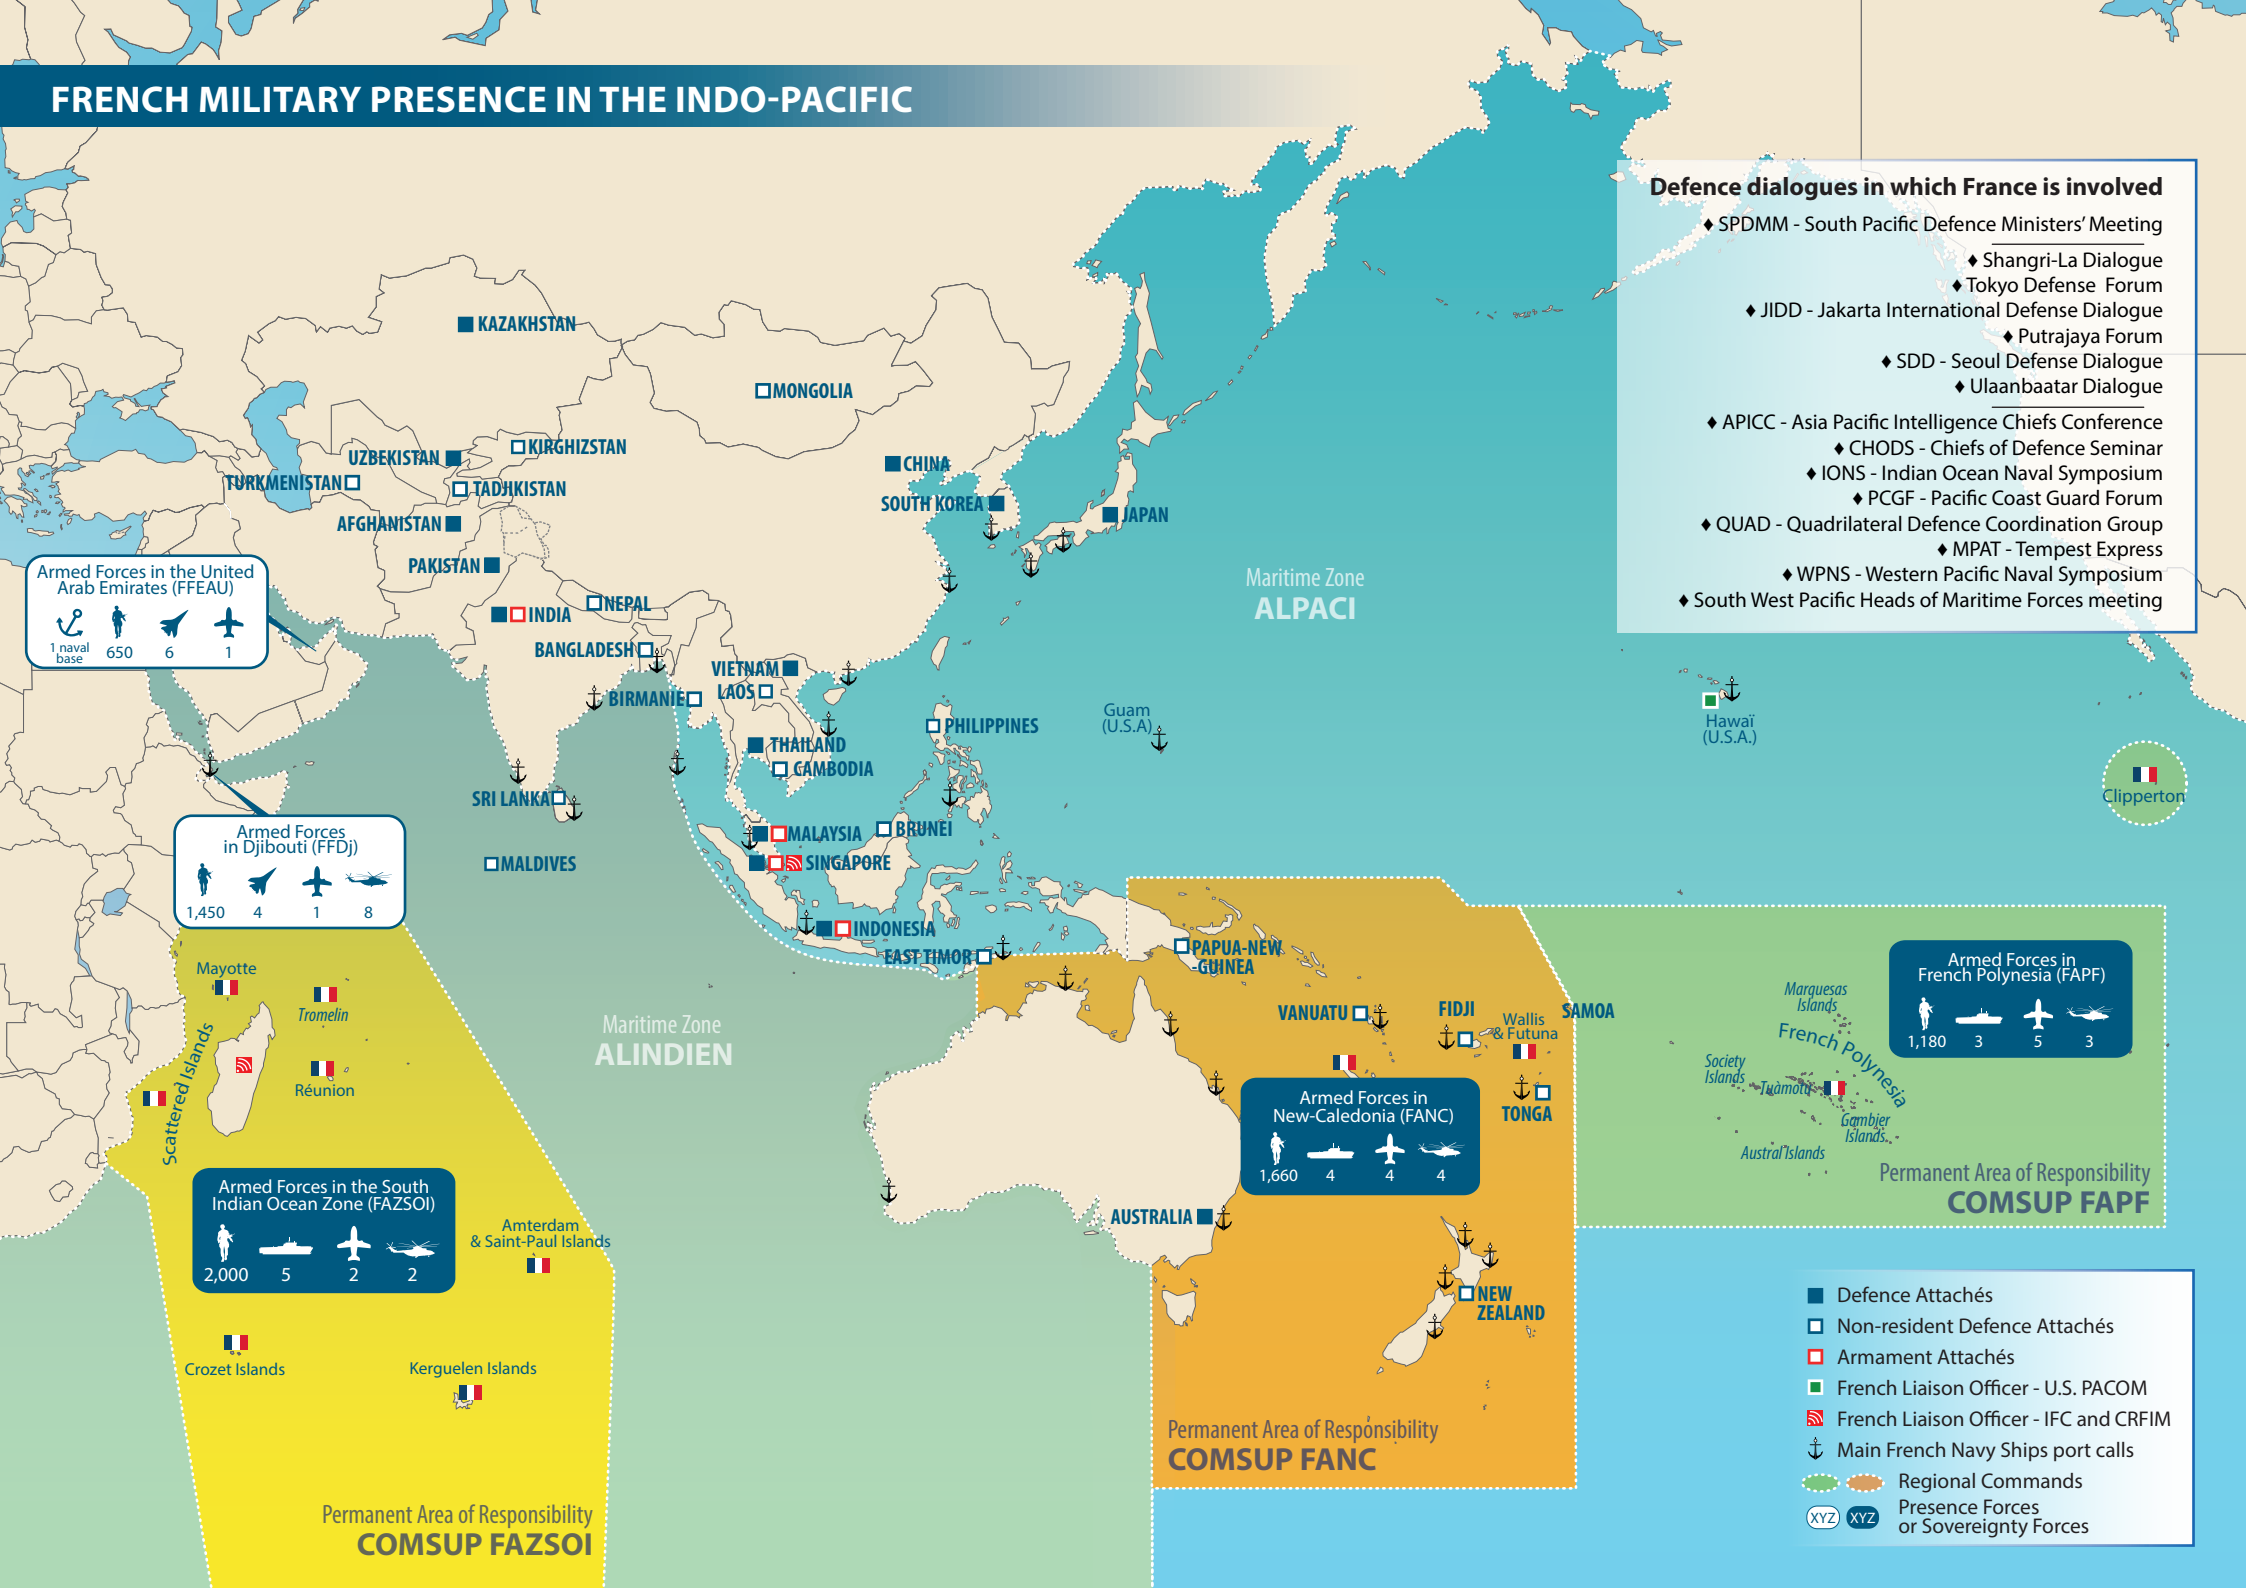 FRENCH MILITARY PRESENCE IN THE INDO-PACIFIC
Defence dialogues in which France is involved
♦ SPDMM - South Pacific Defence Ministers' Meeting
♦ Shangri-La Dialogue
♦ Tokyo Defense Forum
♦ JIDD - Jakarta International Defense Dialogue
♦ Putrajaya Forum
♦ SDD - Seoul Defense Dialogue
♦ Ulaanbaatar Dialogue
♦ APICC - Asia Pacific Intelligence Chiefs Conference
♦ CHODS - Chiefs of Defence Seminar
♦ IONS - Indian Ocean Naval Symposium
♦ PCGF - Pacific Coast Guard Forum
♦ QUAD - Quadrilateral Defence Coordination Group
♦ MPAT - Tempest Express
♦ WPNS - Western Pacific Naval Symposium
♦ South West Pacific Heads of Maritime Forces meeting
KAZAKHSTAN
MONGOLIA
KIRGHIZSTAN
UZBEKISTAN
TURKMENISTAN
TADJIKISTAN
AFGHANISTAN
PAKISTAN
CHINA
SOUTH KOREA
JAPAN
Armed Forces in the United
Arab Emirates (FFEAU)
1 naval
base
650
6
1
NEPAL
INDIA
BANGLADESH
BIRMANIE
VIETNAM
LAOS
THAILAND
CAMBODIA
PHILIPPINES
Guam
(U.S.A)
Maritime Zone
ALPACI
Hawaï
(U.S.A.)
Clipperton
SRI LANKA
MALDIVES
MALAYSIA
BRUNEI
SINGAPORE
INDONESIA
EAST TIMOR
Armed Forces
in Djibouti (FFDj)
1,450
4
1
8
Mayotte
Tromelin
Réunion
Scattered Islands
Maritime Zone
ALINDIEN
PAPUA-NEW
-GUINEA
VANUATU
FIDJI
Wallis
& Futuna
SAMOA
TONGA
Armed Forces in
New-Caledonia (FANC)
1,660
4
4
4
Armed Forces in
French Polynesia (FAPF)
1,180
3
5
3
Marquesas
Islands
French Polynesia
Society
Islands
Tuàmotu
Gambier
Islands
Austral Islands
Permanent Area of Responsibility
COMSUP FAPF
Armed Forces in the South
Indian Ocean Zone (FAZSOI)
2,000
5
2
2
Amterdam
& Saint-Paul Islands
Crozet Islands
Kerguelen Islands
AUSTRALIA
NEW
ZEALAND
Permanent Area of Responsibility
COMSUP FANC
Permanent Area of Responsibility
COMSUP FAZSOI
Defence Attachés
Non-resident Defence Attachés
Armament Attachés
French Liaison Officer - U.S. PACOM
French Liaison Officer - IFC and CRFIM
Main French Navy Ships port calls
Regional Commands
XYZ XYZ Presence Forces
or Sovereignty Forces